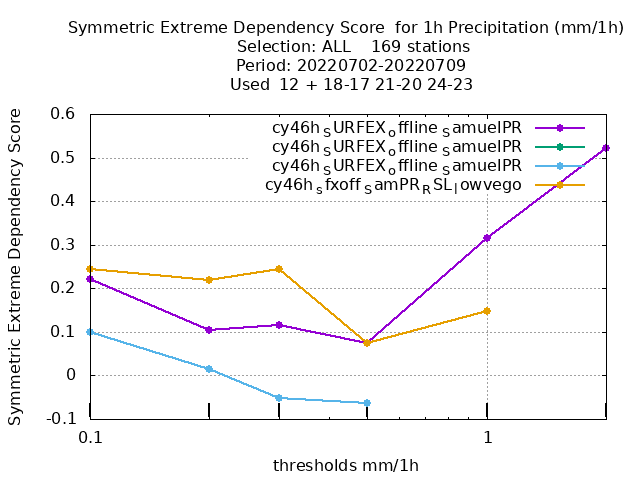 Symmetric Extreme Dependency Score  for 1h Precipitation (mm/1h)
Selection: ALL    169 stations
Period: 20220702-20220709
Used  12 + 18-17 21-20 24-23
Symmetric Extreme Dependency Score
0.6
0.5
0.4
0.3
0.2
0.1
0
-0.1
cy46h_SURFEX_offline_SamuelPR
cy46h_SURFEX_offline_SamuelPR
cy46h_SURFEX_offline_SamuelPR
cy46h_sfxoff_SamPR_RSL_lowvego
0.1
1
thresholds mm/1h